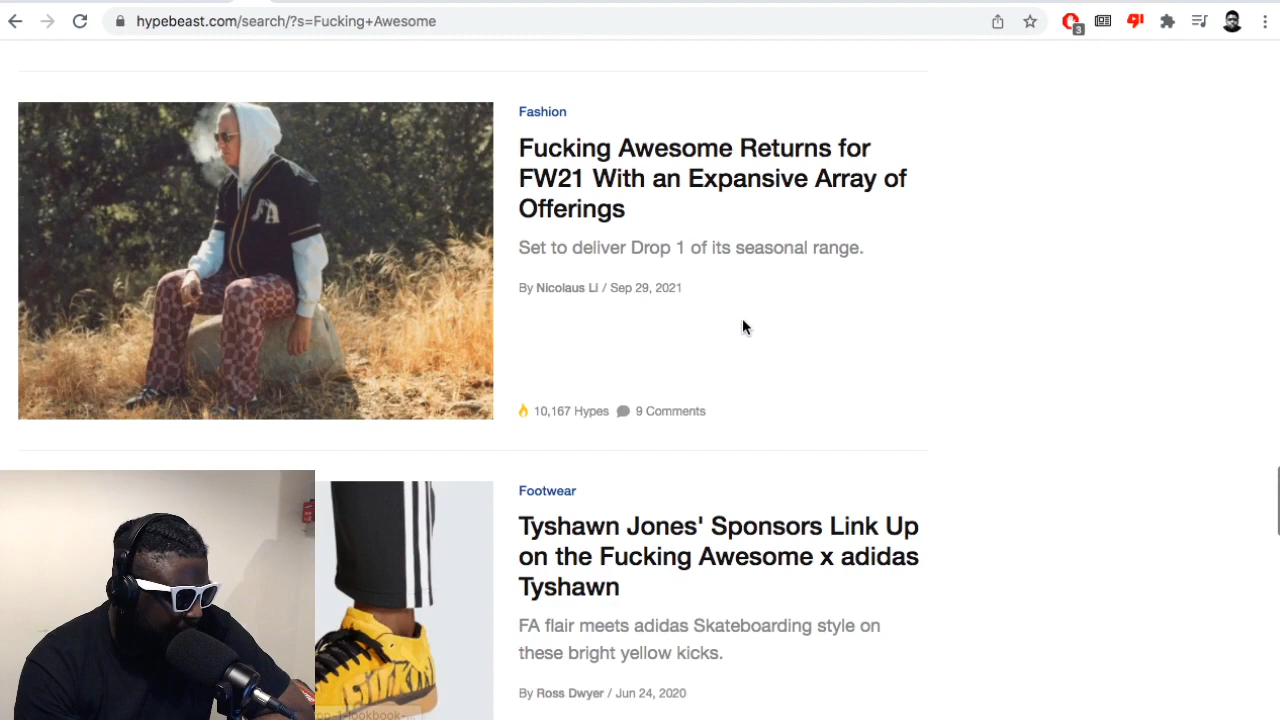 hypebeast.com/search/?s=Fucking+Awesome
3
Fashion
Fucking Awesome Returns for
FW21 With an Expansive Array of
Offerings
Set to deliver Drop 1 of its seasonal range.
By Nicolaus Li / Sep 29, 2021
10,167 Hypes 9 Comments
FA
Footwear
Tyshawn Jones' Sponsors Link Up
on the Fucking Awesome x adidas
Tyshawn
FA flair meets adidas Skateboarding style on
these bright yellow kicks.
By Ross Dwyer / Jun 24, 2020